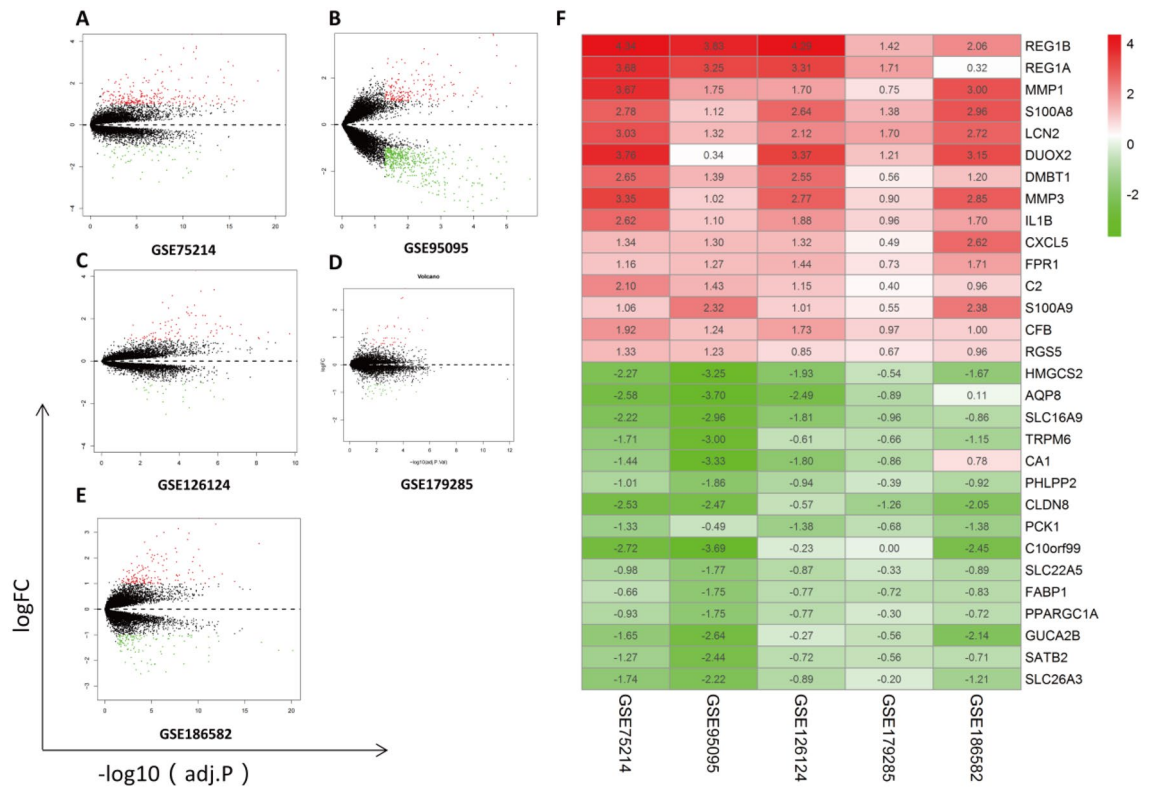 A
B
GSE75214
GSE95095
C
D
Volcano
logFC
-log10(adj.P.Val)
GSE126124
GSE179285
E
GSE186582
logFC
-log10 ( adj.P )
F
3.83 1.42 2.06 REG1B
3.68 3.25 3.31 1.71 0.32 REG1A
3.67 1.75 1.70 0.75 3.00 MMP1
2.78 1.12 2.64 1.38 2.96 S100A8
3.03 1.32 2.12 1.70 2.72 LCN2
3.76 0.34 3.37 1.21 3.15 DUOX2
2.65 1.39 2.55 0.56 1.20 DMBT1
3.35 1.02 2.77 0.90 2.85 MMP3
2.62 1.10 1.88 0.96 1.70 IL1B
1.34 1.30 1.32 0.49 2.62 CXCL5
1.16 1.27 1.44 0.73 1.71 FPR1
2.10 1.43 1.15 0.40 0.96 C2
1.06 2.32 1.01 0.55 2.38 S100A9
1.92 1.24 1.73 0.97 1.00 CFB
1.33 1.23 0.85 0.67 0.96 RGS5
-2.27 -3.25 -1.93 -0.54 -1.67 HMGCS2
-2.58 -3.70 -2.49 -0.89 0.11 AQP8
-2.22 -2.96 -1.81 -0.96 -0.86 SLC16A9
-1.71 -3.00 -0.61 -0.66 -1.15 TRPM6
-1.44 -3.33 -1.80 -0.86 0.78 CA1
-1.01 -1.86 -0.94 -0.39 -0.92 PHLPP2
-2.53 -2.47 -0.57 -1.26 -2.05 CLDN8
-1.33 -0.49 -1.38 -0.68 -1.38 PCK1
-2.72 -3.69 -0.23 0.00 -2.45 C10orf99
-0.98 -1.77 -0.87 -0.33 -0.89 SLC22A5
-0.66 -1.75 -0.77 -0.72 -0.83 FABP1
-0.93 -1.75 -0.77 -0.30 -0.72 PPARGC1A
-1.65 -2.64 -0.27 -0.56 -2.14 GUCA2B
-1.27 -2.44 -0.72 -0.56 -0.71 SATB2
-1.74 -2.22 -0.89 -0.20 -1.21 SLC26A3
GSE75214
GSE95095
GSE126124
GSE179285
GSE186582
4
2
0
-2